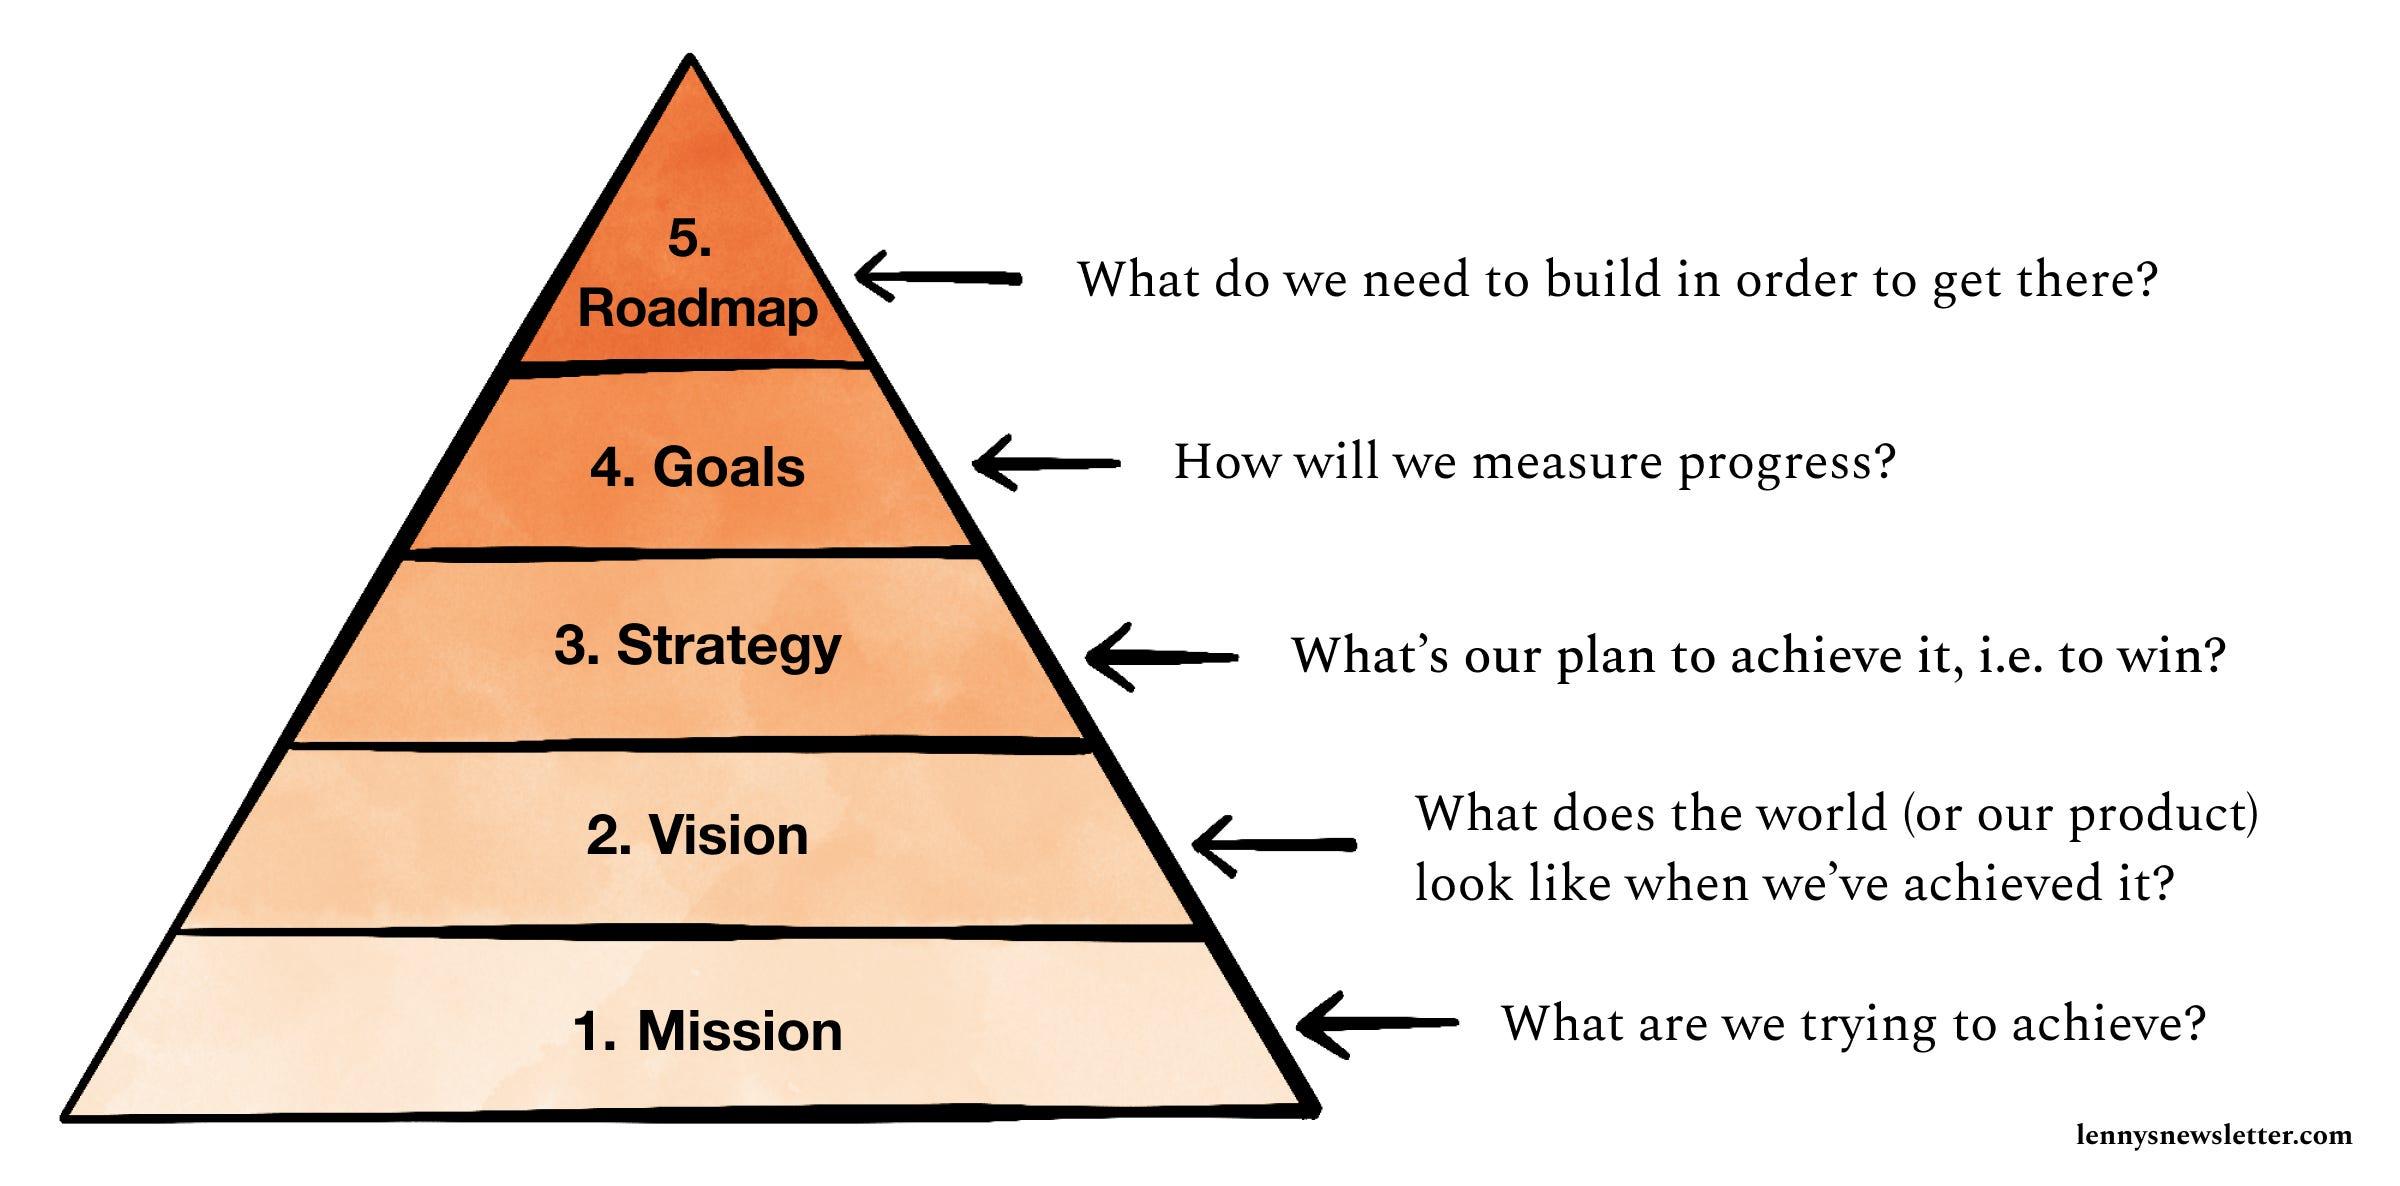 5.
Roadmap
What do we need to build in order to get there?
4. Goals
How will we measure progress?
3. Strategy
What’s our plan to achieve it, i.e. to win?
2. Vision
What does the world (or our product)
look like when we’ve achieved it?
1. Mission
What are we trying to achieve?
lennysnewsletter.com